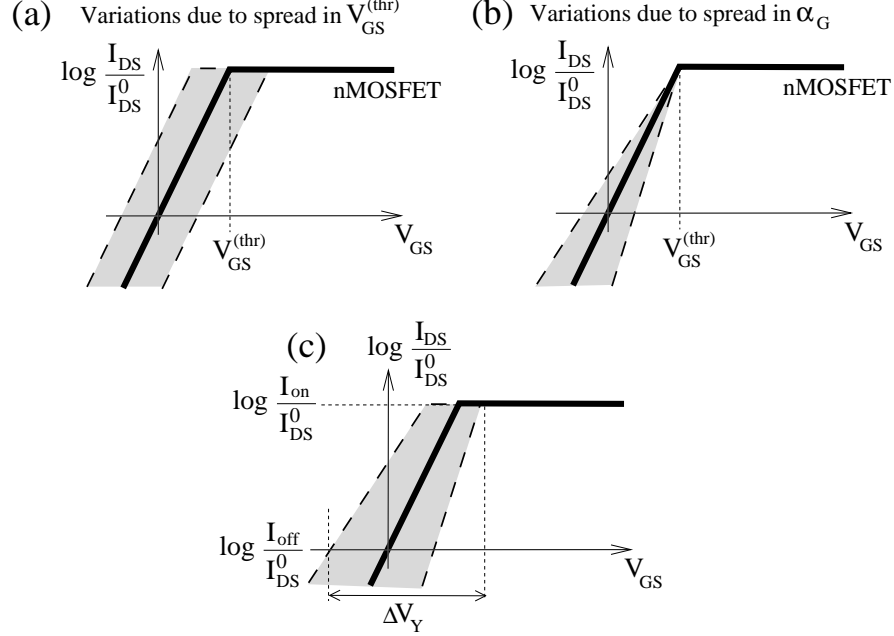 (a) Variations due to spread in V_GS^(thr)
log I_DS / I_DS^0
nMOSFET
V_GS^(thr)
V_GS
(b) Variations due to spread in α_G
log I_DS / I_DS^0
nMOSFET
V_GS^(thr)
V_GS
(c)
log I_DS / I_DS^0
log I_on / I_DS^0
log I_off / I_DS^0
V_GS
ΔV_Y